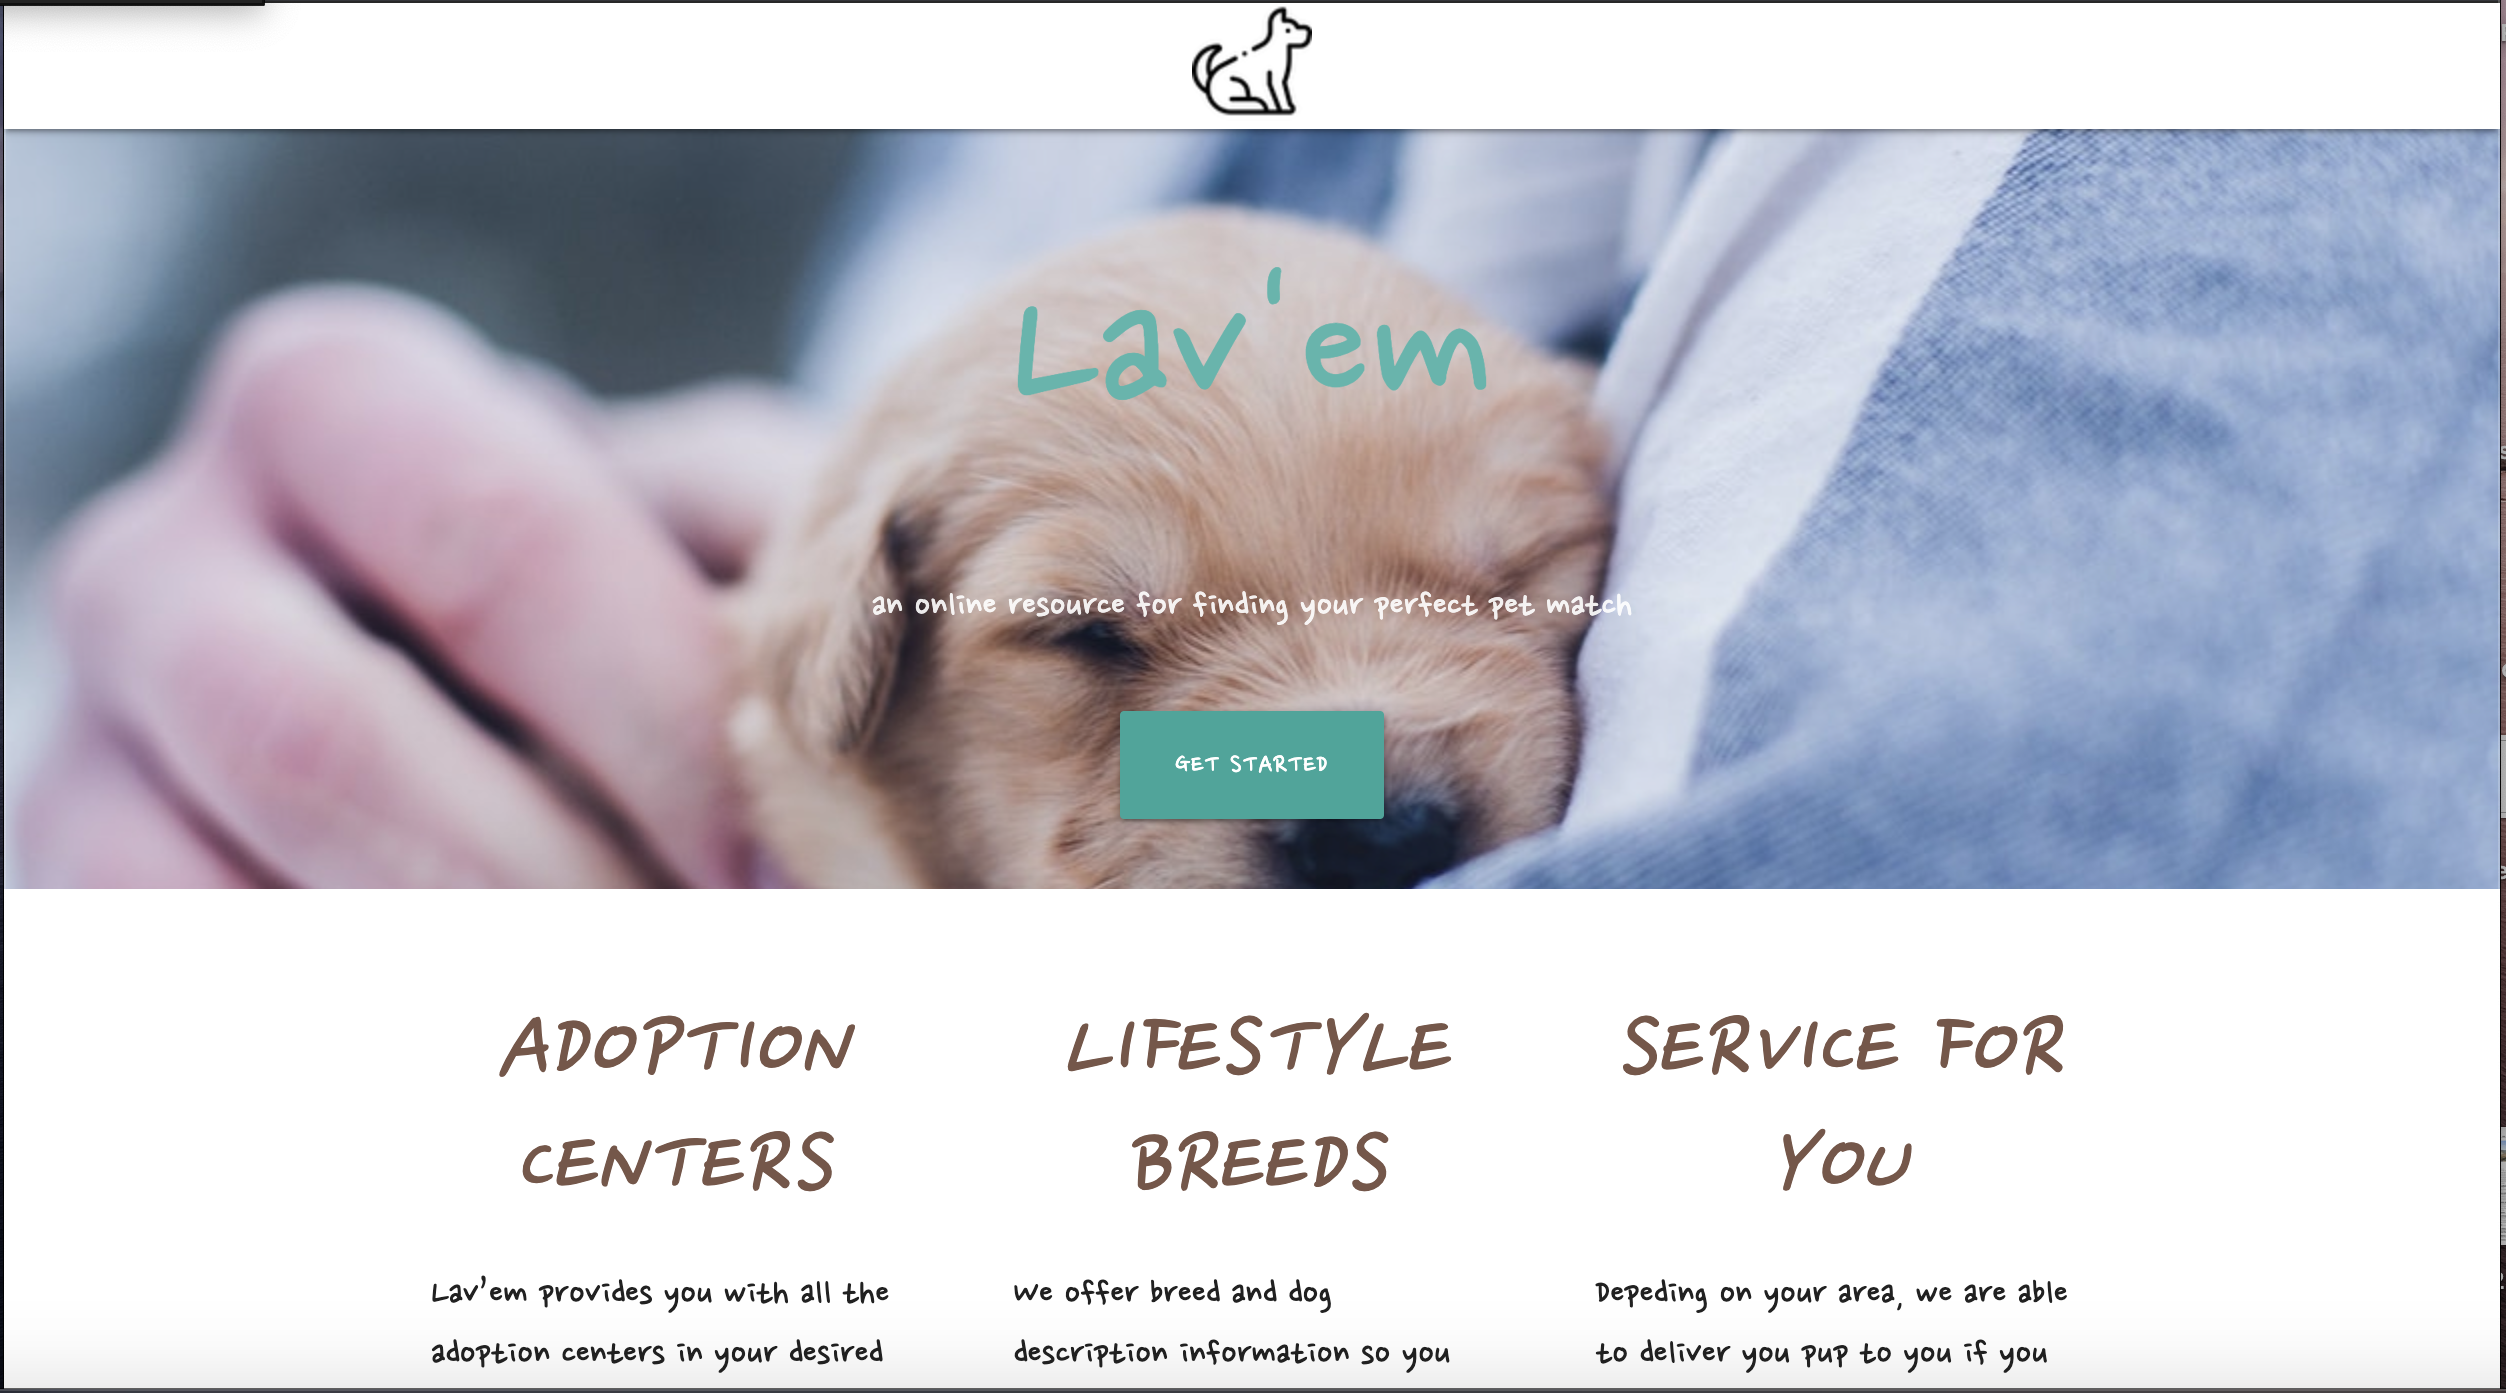 Lav'em
an online resource for finding your perfect pet match
GET STARTED
ADOPTION
CENTERS
Lav'em provides you with all the
adoption centers in your desired
LIFESTYLE
BREEDS
We offer breed and dog
description information so you
SERVICE FOR
YOU
Depeding on your area, we are able
to deliver you pup to you if you